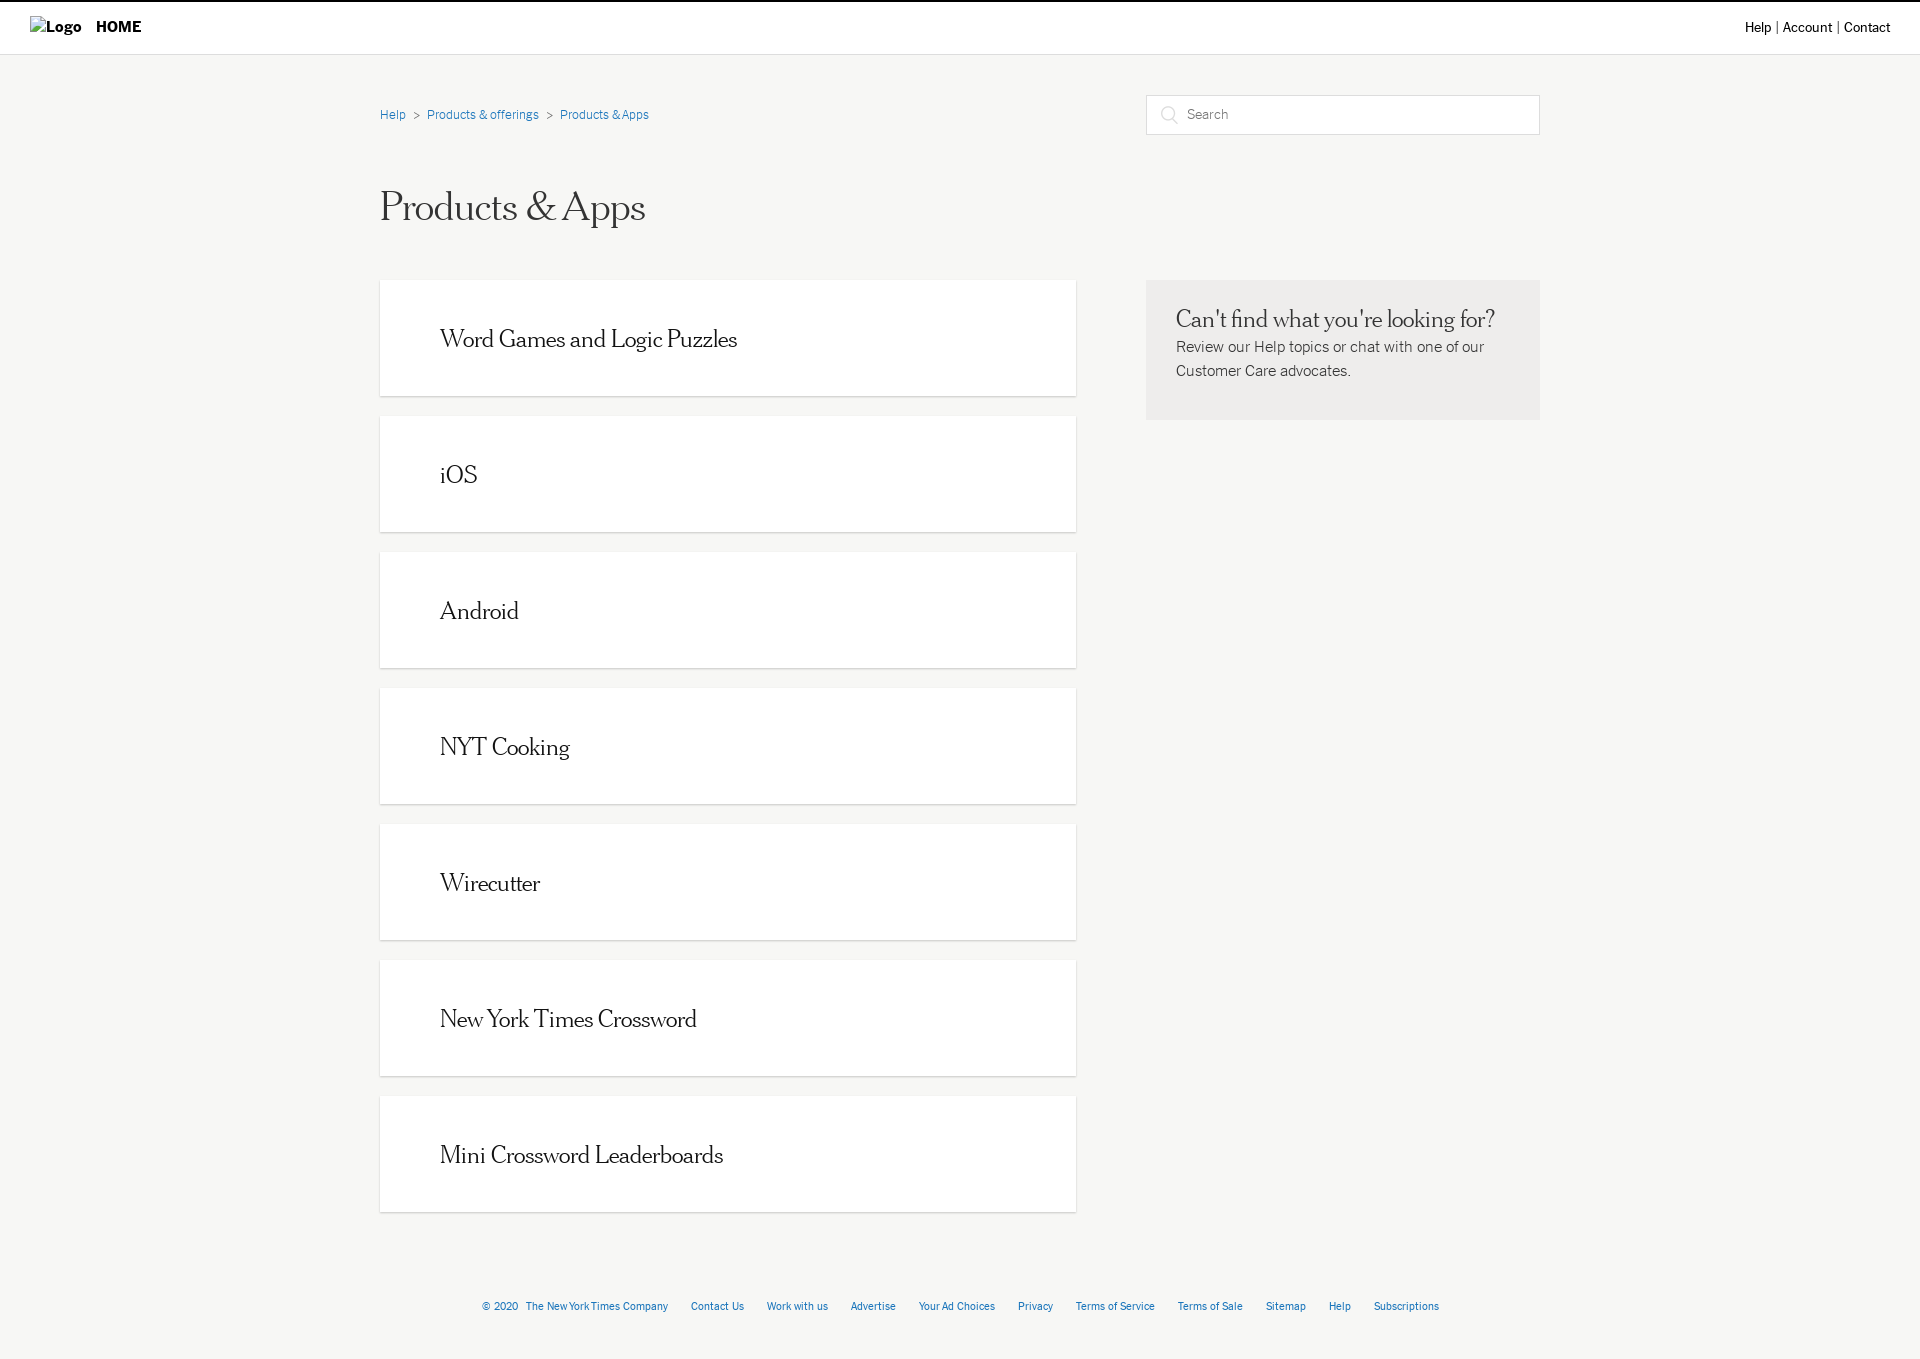 Logo HOME
Help | Account | Contact
Help > Products & offerings > Products & Apps
Search
Products & Apps
Word Games and Logic Puzzles
Can't find what you're looking for?
Review our Help topics or chat with one of our
Customer Care advocates.
iOS
Android
NYT Cooking
Wirecutter
New York Times Crossword
Mini Crossword Leaderboards
© 2020 The New York Times Company Contact Us Work with us Advertise Your Ad Choices Privacy Terms of Service Terms of Sale Sitemap Help Subscriptions